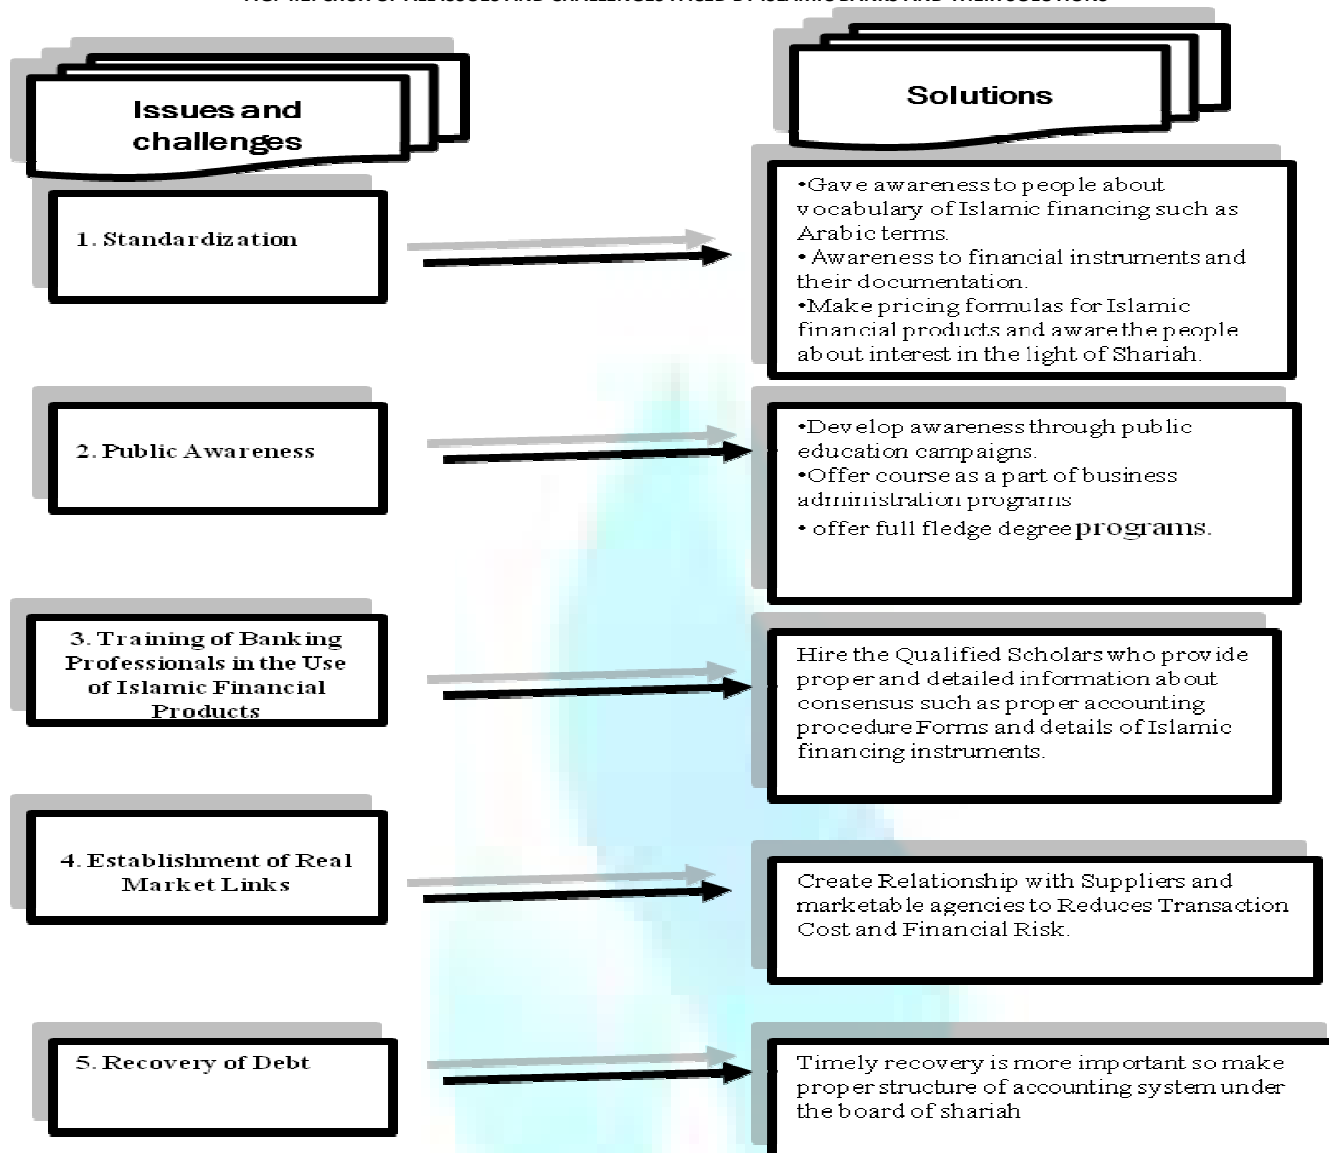 Issues and
challenges
Solutions
1. Standardization
•Gave awareness to people about
vocabulary of Islamic financing such as
Arabic terms.
• Awareness to financial instruments and
their documentation.
•Make pricing formulas for Islamic
financial products and aware the people
about interest in the light of Shariah.
2. Public Awareness
•Develop awareness through public
education campaigns.
•Offer course as a part of business
administration programs
• offer full fledge degree programs.
3. Training of Banking
Professionals in the Use
of Islamic Financial
Products
Hire the Qualified Scholars who provide
proper and detailed information about
consensus such as proper accounting
procedure Forms and details of Islamic
financing instruments.
4. Establishment of Real
Market Links
Create Relationship with Suppliers and
marketable agencies to Reduces Transaction
Cost and Financial Risk.
5. Recovery of Debt
Timely recovery is more important so make
proper structure of accounting system under
the board of shariah